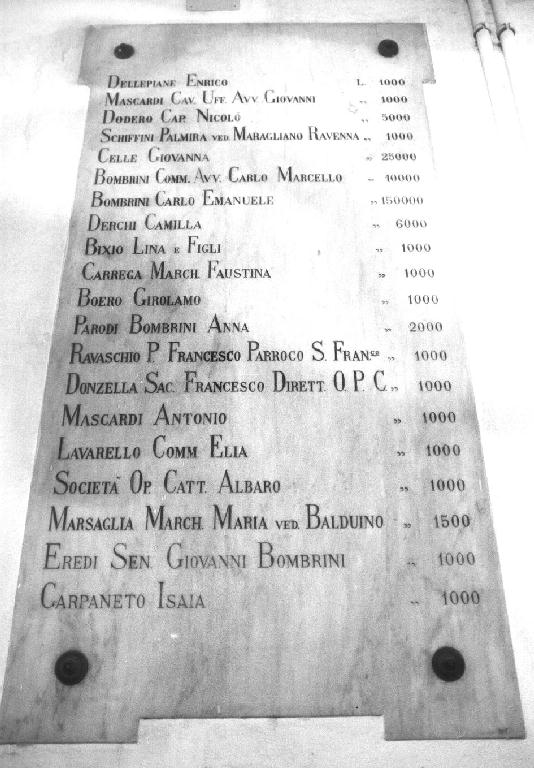 Dellepiane Enrico L. 1000
Mascardi Cav. Uff. Avv. Giovanni „ 1000
Dodero Cap. Nicolò „ 5000
Schiffini Palmira ved. Maragliano Ravenna „ 1000
Celle Giovanna „ 25000
Bombrini Comm. Avv. Carlo Marcello „ 10000
Bombrini Carlo Emanuele „ 150000
Derchi Camilla „ 6000
Bixio Lina e Figli „ 1000
Carrega March. Faustina „ 1000
Boero Girolamo „ 1000
Parodi Bombrini Anna „ 2000
Ravaschio P. Francesco Parroco S. Fran.co „ 1000
Donzella Sac. Francesco Dirett. O. P. C. „ 1000
Mascardi Antonio „ 1000
Lavarello Comm Elia „ 1000
Società Op. Catt. Albaro „ 1000
Marsaglia March. Maria ved. Balduino „ 1500
Eredi Sen. Giovanni Bombrini „ 1000
Carpaneto Isaia „ 1000